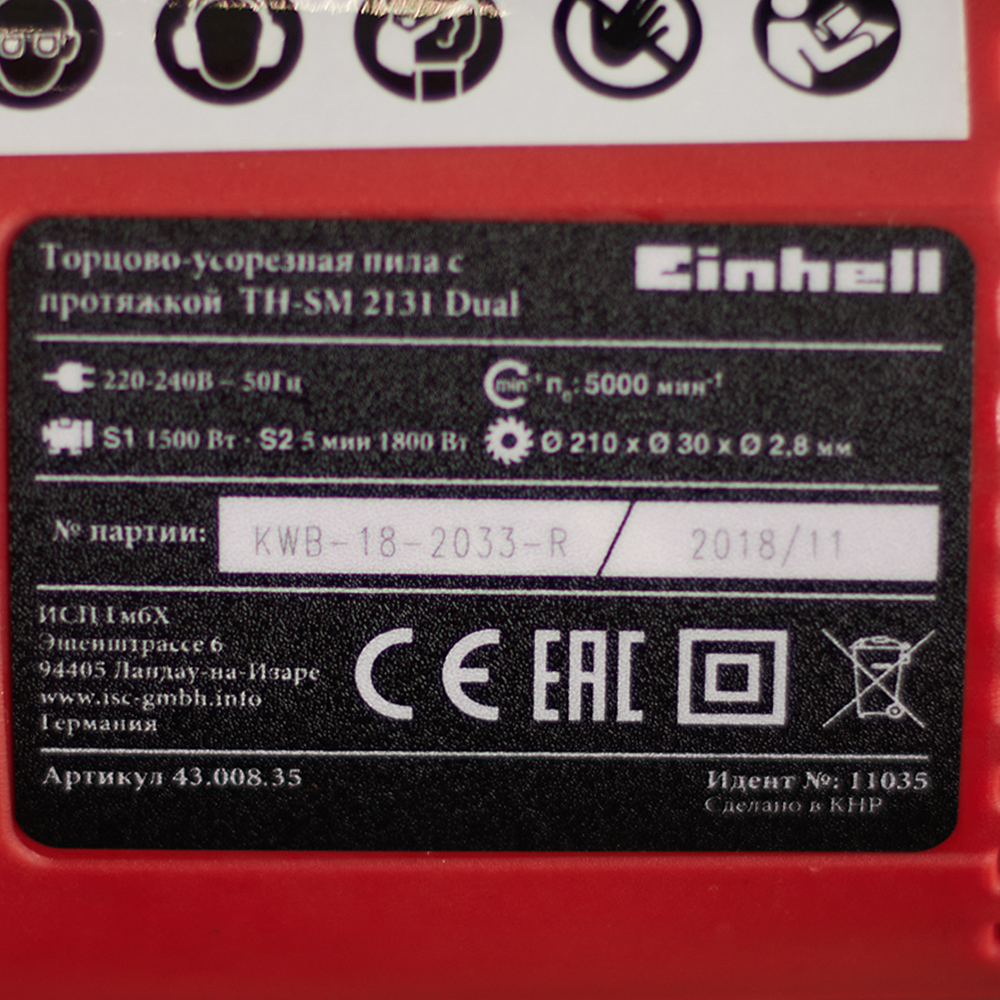 Торцово-усорезная пила с
протяжкой TH-SM 2131 Dual
Einhell
220-240В – 50Гц
min⁻¹ n₀: 5000 мин⁻¹
S1 1500 Вт · S2 5 мин 1800 Вт
Ø 210 x Ø 30 x Ø 2,8 мм
№ партии: KWB-18-2033-R / 2018/11
ИСЦ ГмбХ
Эшенштрассе 6
94405 Ландау-на-Изаре
www.isc-gmbh.info
Германия
CE EAC
Артикул 43.008.35
Идент №: 11035
Сделано в КНР